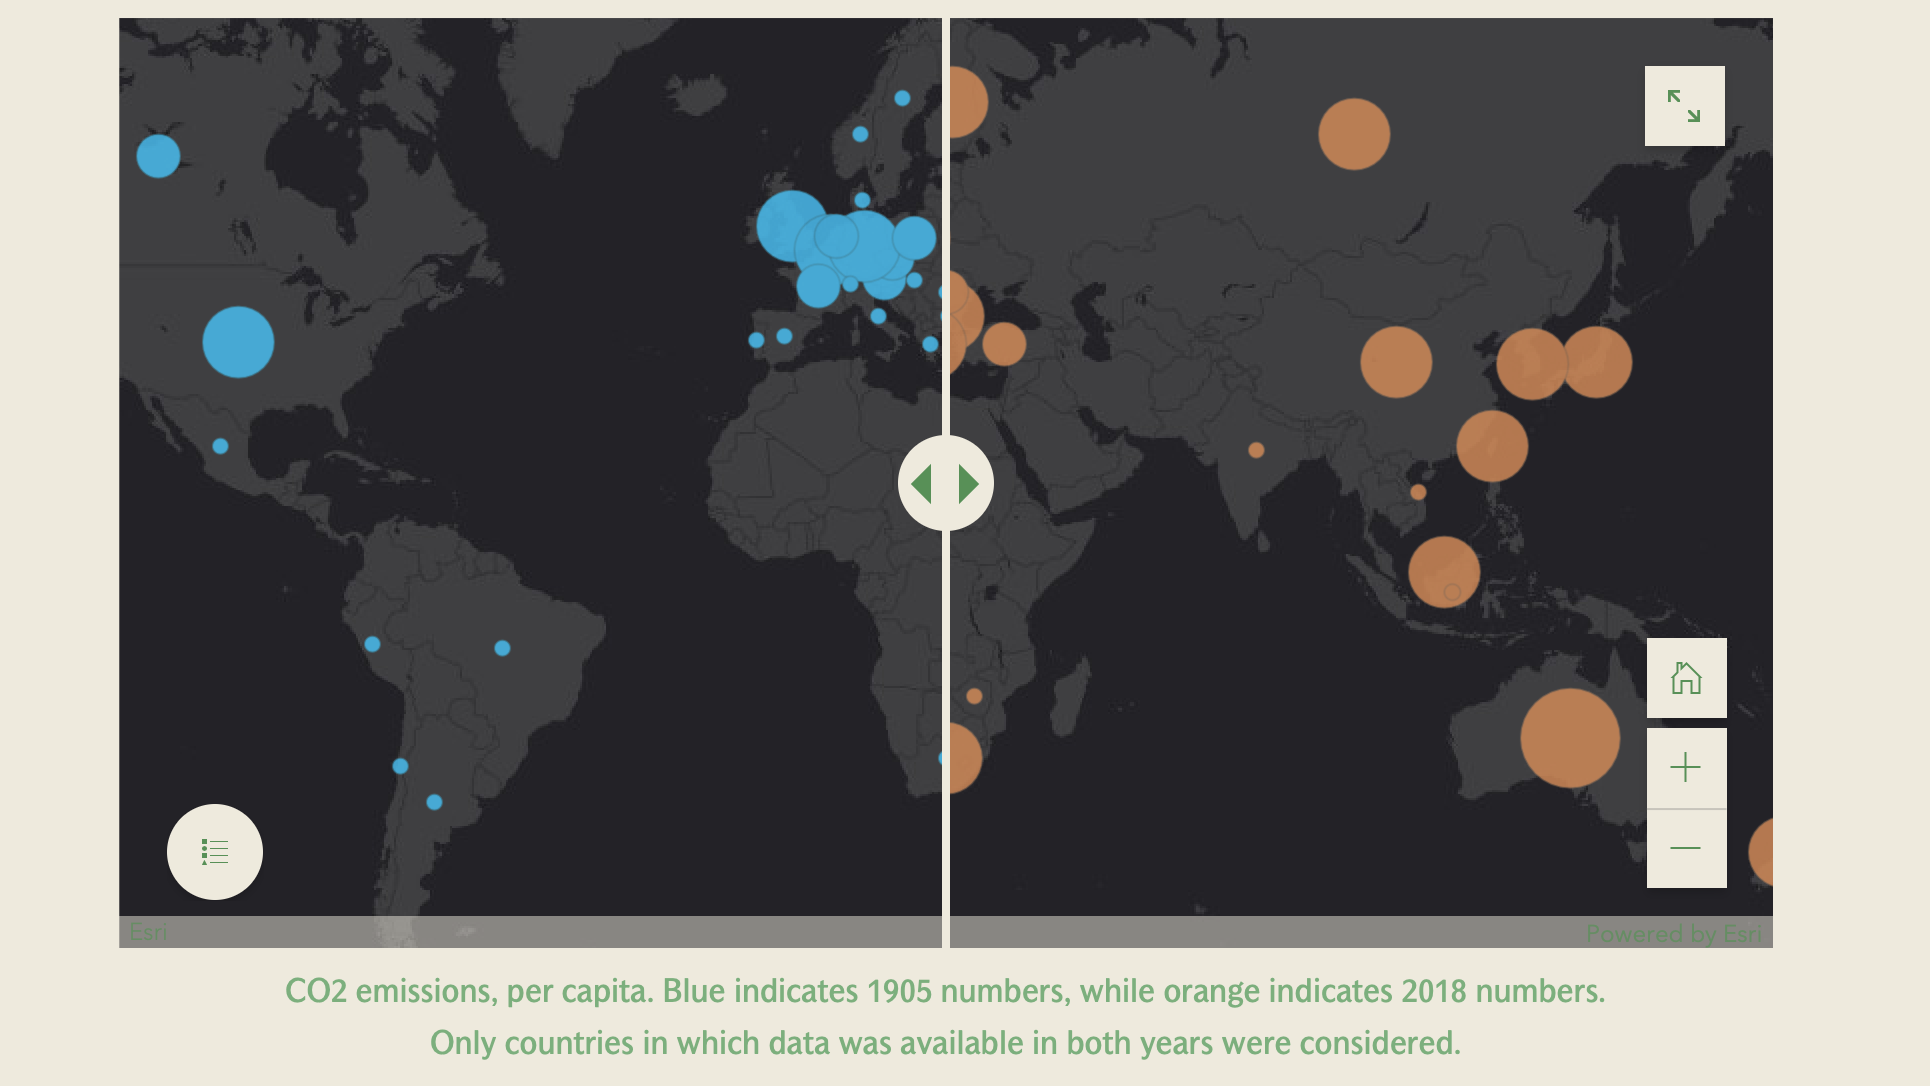 Esri
Powered by Esri
CO2 emissions, per capita. Blue indicates 1905 numbers, while orange indicates 2018 numbers.
Only countries in which data was available in both years were considered.